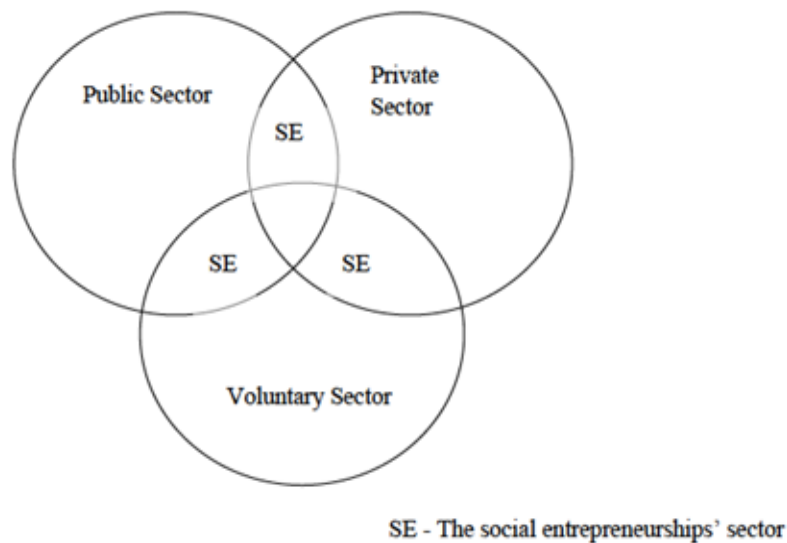 Public Sector
Private
Sector
SE
SE
SE
Voluntary Sector
SE - The social entrepreneurships’ sector